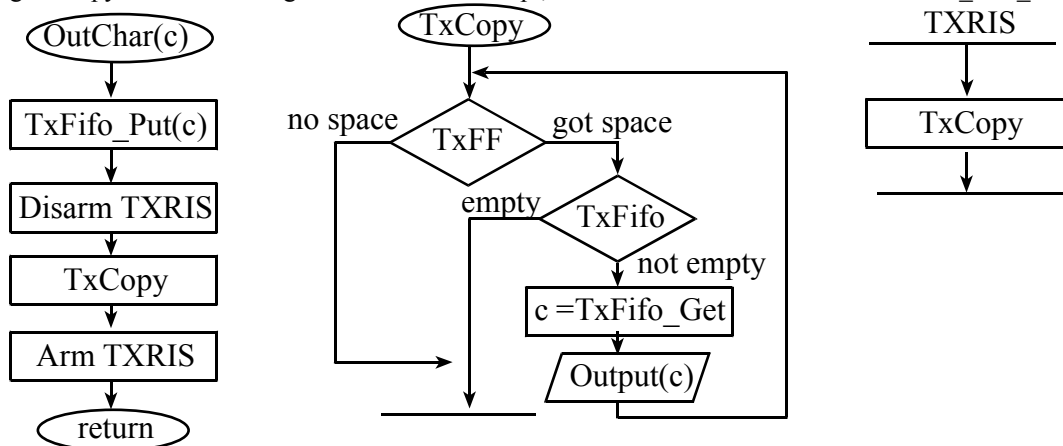 OutChar(c)
TxFifo_Put(c)
Disarm TXRIS
TxCopy
Arm TXRIS
return
TxCopy
no space
TxFF
got space
empty
TxFifo
not empty
c =TxFifo_Get
Output(c)
TXRIS
TxCopy